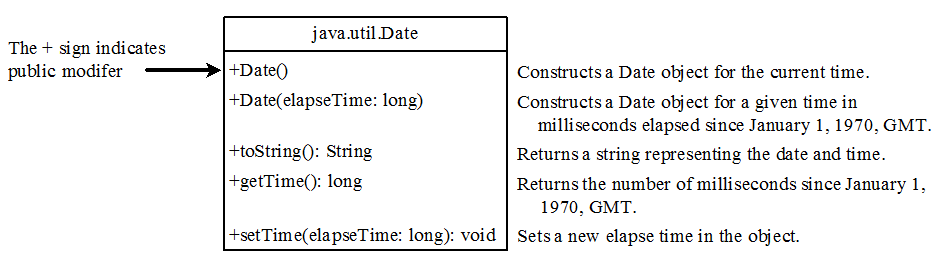 java.util.Date
The + sign indicates
public modifer
+Date()
Constructs a Date object for the current time.
+Date(elapseTime: long)
Constructs a Date object for a given time in
milliseconds elapsed since January 1, 1970, GMT.
+toString(): String
Returns a string representing the date and time.
+getTime(): long
Returns the number of milliseconds since January 1,
1970, GMT.
+setTime(elapseTime: long): void
Sets a new elapse time in the object.